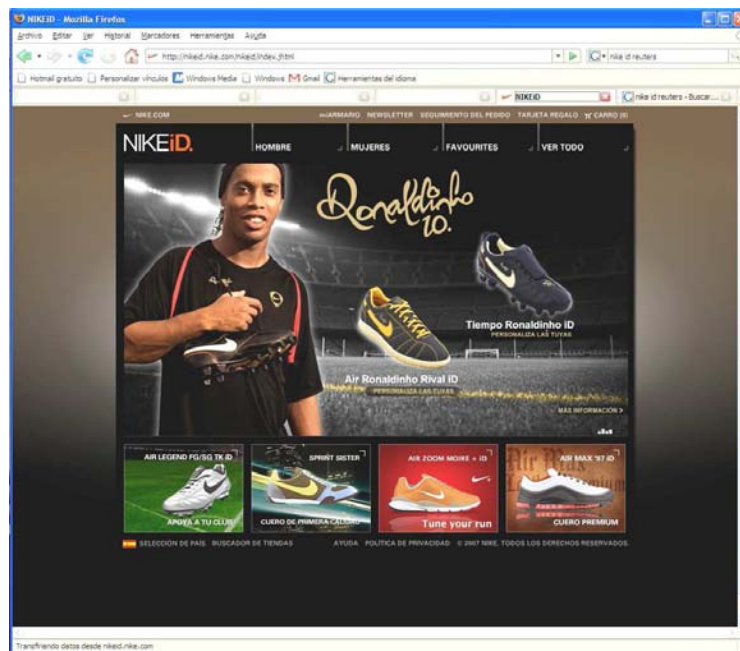 NIKEiD - Mozilla Firefox
Archivo Editar Ver Historial Marcadores Herramientas Ayuda
http://nikeid.nike.com/nikeid/index.jhtml
nike id reuters
Hotmail gratuito Personalizar vínculos Windows Media Windows Gmail Herramientas del idioma
NIKEiD nike id reuters - Buscar...
NIKE.COM miARMARIO NEWSLETTER SEGUIMIENTO DEL PEDIDO TARJETA REGALO CARRO (0)
NIKEiD. HOMBRE MUJERES FAVOURITES VER TODO
Ronaldinho
10.
Tiempo Ronaldinho iD
PERSONALIZA LAS TUYAS
Air Ronaldinho Rival iD
PERSONALIZA LAS TUYAS
MÁS INFORMACIÓN >
AIR LEGEND FG/SG TK iD
APOYA A TU CLUB
SPRINT SISTER
CUERO DE PRIMERA CALIDAD
AIR ZOOM MOIRE + iD
Tune your run
AIR MAX '97 iD
Air Max
CUERO PREMIUM
SELECCIÓN DE PAÍS. BUSCADOR DE TIENDAS AYUDA POLÍTICA DE PRIVACIDAD © 2007 NIKE. TODOS LOS DERECHOS RESERVADOS.
Transfiriendo datos desde nikeid.nike.com